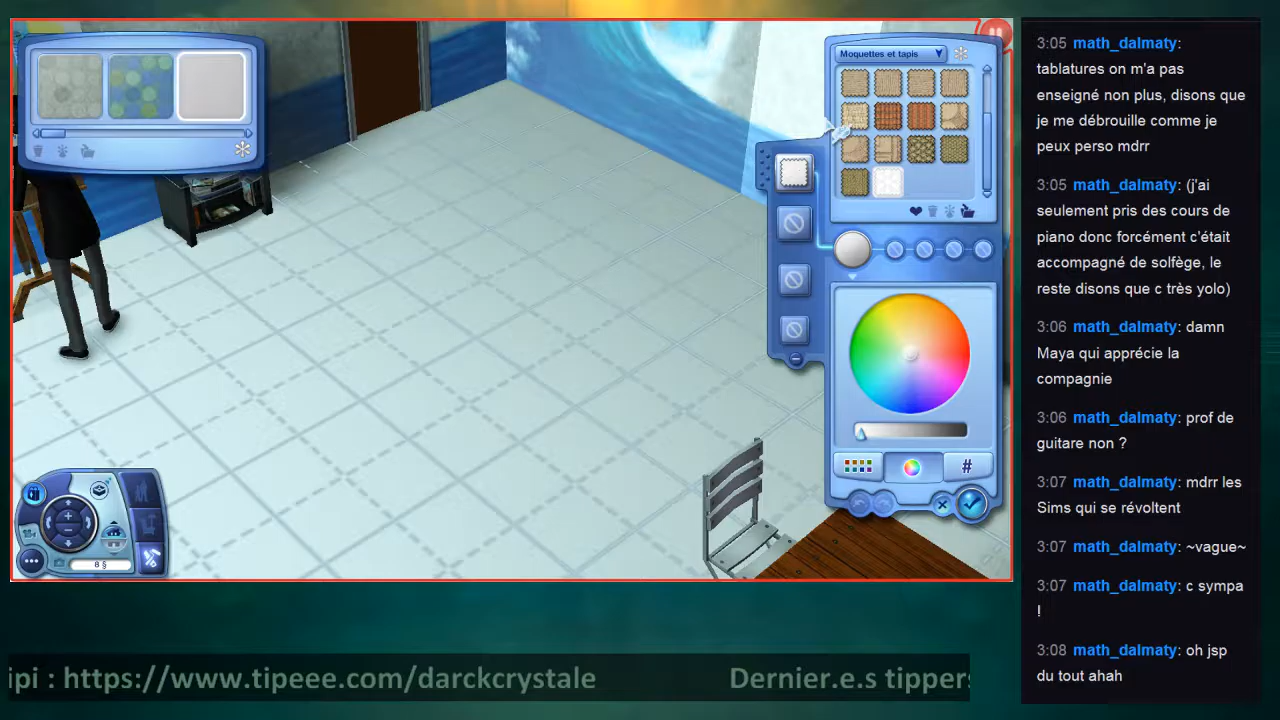 Moquettes et tapis
#
8 §
ipi : https://www.tipeee.com/darckcrystale
Dernier.e.s tippers
3:05 math_dalmaty:
tablatures on m'a pas
enseigné non plus, disons que
je me débrouille comme je
peux perso mdrr
3:05 math_dalmaty: (j'ai
seulement pris des cours de
piano donc forcément c'était
accompagné de solfège, le
reste disons que c très yolo)
3:06 math_dalmaty: damn
Maya qui apprécie la
compagnie
3:06 math_dalmaty: prof de
guitare non ?
3:07 math_dalmaty: mdrr les
Sims qui se révoltent
3:07 math_dalmaty: ~vague~
3:07 math_dalmaty: c sympa
!
3:08 math_dalmaty: oh jsp
du tout ahah